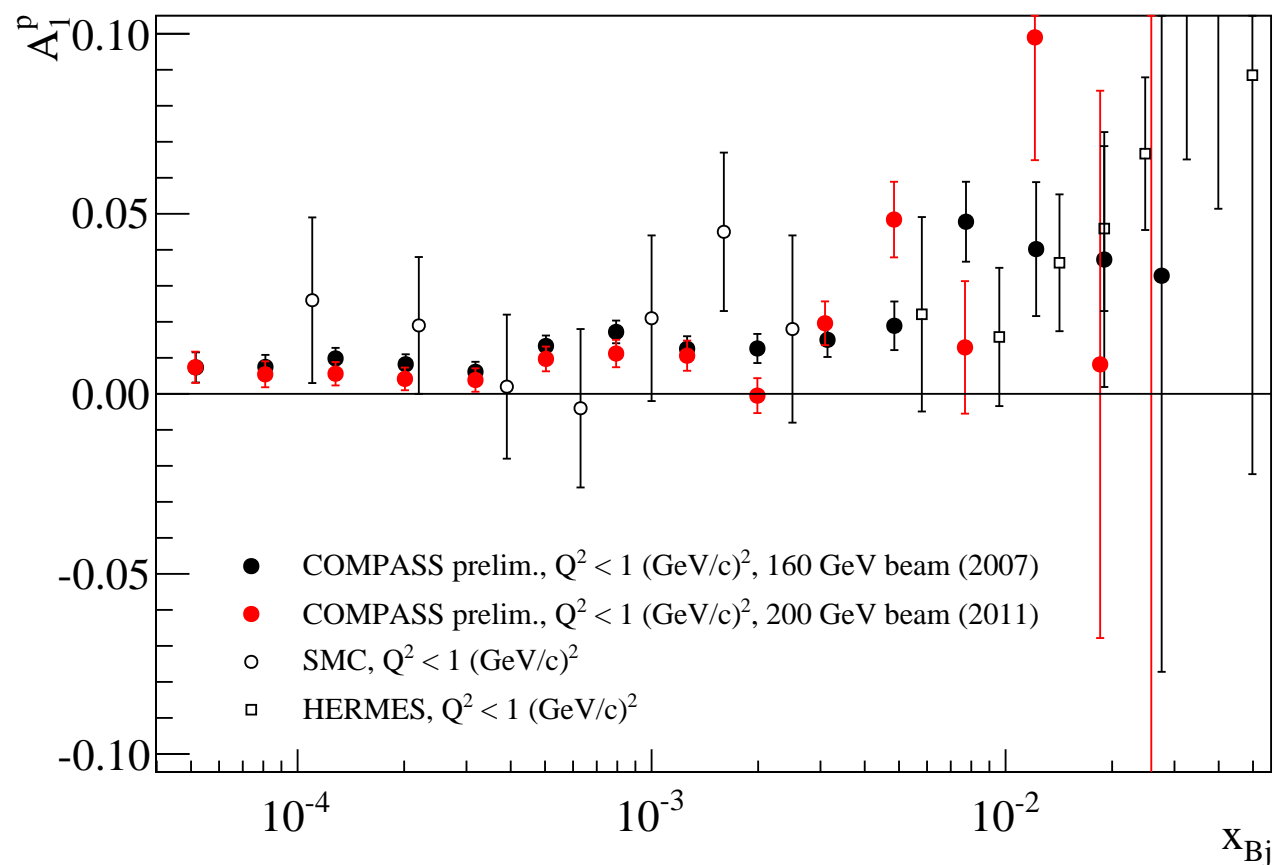 A₁ᵖ
0.10
0.05
0.00
-0.05
-0.10
COMPASS prelim., Q² < 1 (GeV/c)², 160 GeV beam (2007)
COMPASS prelim., Q² < 1 (GeV/c)², 200 GeV beam (2011)
SMC, Q² < 1 (GeV/c)²
HERMES, Q² < 1 (GeV/c)²
10⁻⁴ 10⁻³ 10⁻²
x_Bj